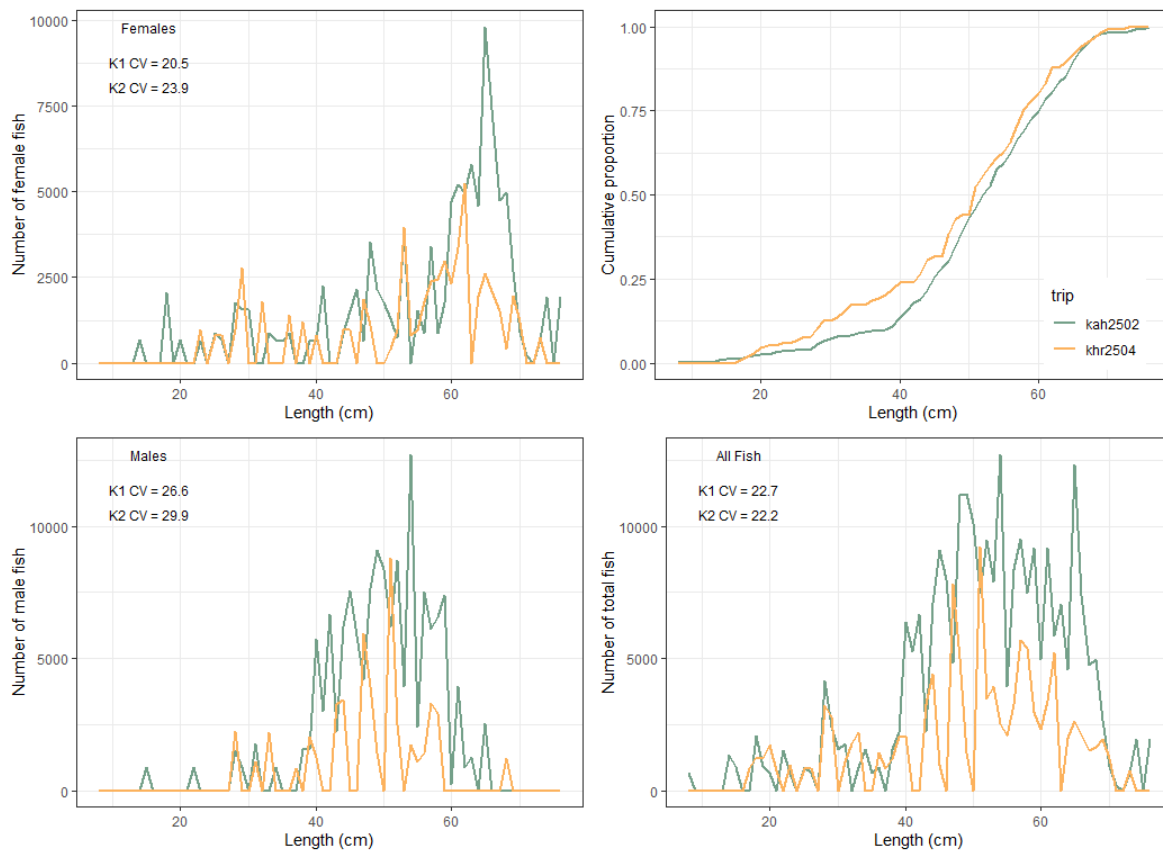 Females
K1 CV = 20.5
K2 CV = 23.9
Number of female fish
10000
7500
5000
2500
0
20
40
60
Length (cm)
Cumulative proportion
1.00
0.75
0.50
0.25
0.00
trip
kah2502
khr2504
20
40
60
Length (cm)
Males
K1 CV = 26.6
K2 CV = 29.9
Number of male fish
10000
5000
0
20
40
60
Length (cm)
All Fish
K1 CV = 22.7
K2 CV = 22.2
Number of total fish
10000
5000
0
20
40
60
Length (cm)